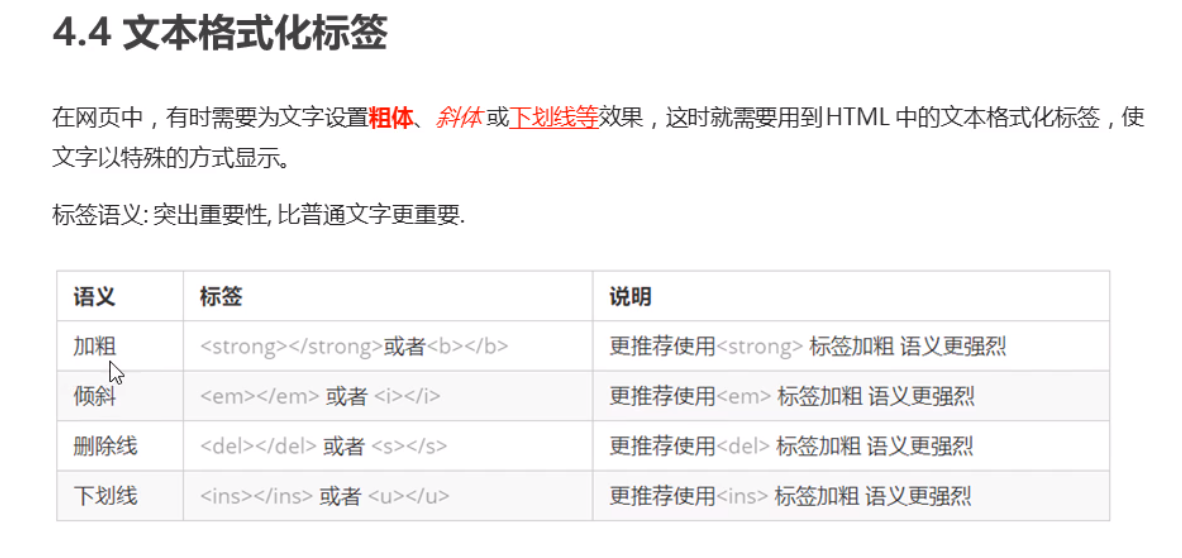 4.4 文本格式化标签
在网页中，有时需要为文字设置粗体、斜体或下划线等效果，这时就需要用到HTML 中的文本格式化标签，使
文字以特殊的方式显示。
标签语义: 突出重要性, 比普通文字更重要.
语义 标签 说明
加粗 <strong></strong>或者<b></b> 更推荐使用<strong> 标签加粗 语义更强烈
倾斜 <em></em> 或者 <i></i> 更推荐使用<em> 标签加粗 语义更强烈
删除线 <del></del> 或者 <s></s> 更推荐使用<del> 标签加粗 语义更强烈
下划线 <ins></ins> 或者 <u></u> 更推荐使用<ins> 标签加粗 语义更强烈